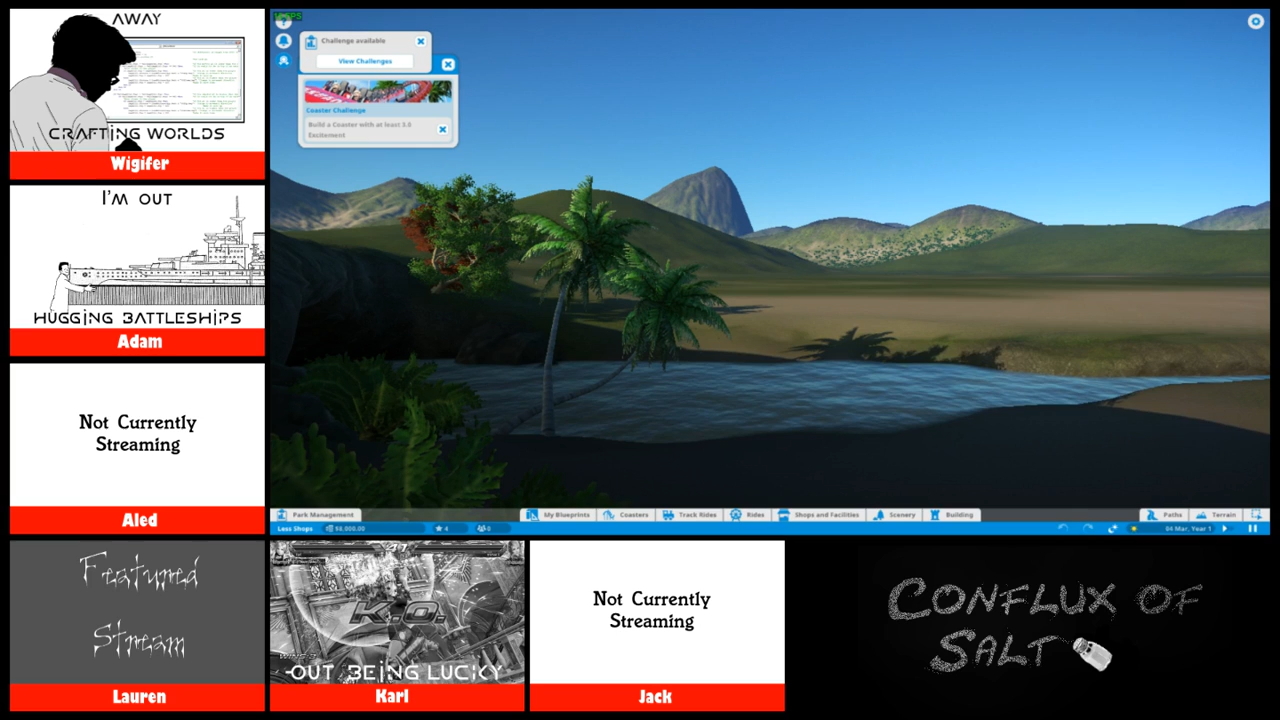 AWAY
CRAFTING WORLDS
Wigifer
I'M OUT
HUGGING BATTLESHIPS
Adam
Not Currently
Streaming
Aled
Featured
Stream
Lauren
Challenge available
View Challenges
Coaster Challenge
Build a Coaster with at least 3.0
Excitement
Park Management
My Blueprints
Coasters
Track Rides
Rides
Shops and Facilities
Scenery
Building
Paths
Terrain
Less Shops
04 Mar, Year 1
K.O.
OUT BEING LUCKY
Karl
Not Currently
Streaming
Jack
CONFLUX OF
SALT